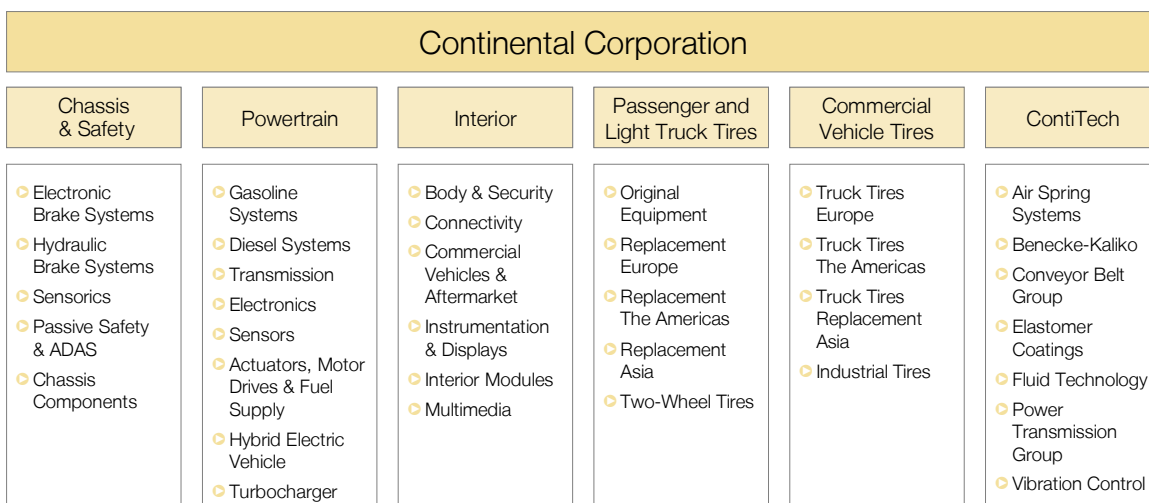 Continental Corporation
Chassis
& Safety
Powertrain
Interior
Passenger and
Light Truck Tires
Commercial
Vehicle Tires
ContiTech
Electronic
Brake Systems
Hydraulic
Brake Systems
Sensorics
Passive Safety
& ADAS
Chassis
Components
Gasoline
Systems
Diesel Systems
Transmission
Electronics
Sensors
Actuators, Motor
Drives & Fuel
Supply
Hybrid Electric
Vehicle
Turbocharger
Body & Security
Connectivity
Commercial
Vehicles &
Aftermarket
Instrumentation
& Displays
Interior Modules
Multimedia
Original
Equipment
Replacement
Europe
Replacement
The Americas
Replacement
Asia
Two-Wheel Tires
Truck Tires
Europe
Truck Tires
The Americas
Truck Tires
Replacement
Asia
Industrial Tires
Air Spring
Systems
Benecke-Kaliko
Conveyor Belt
Group
Elastomer
Coatings
Fluid Technology
Power
Transmission
Group
Vibration Control